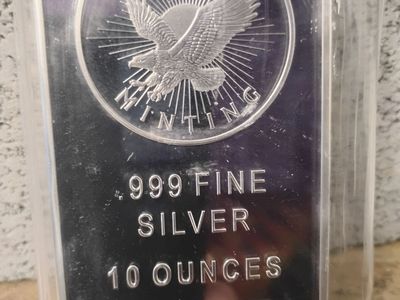 MINTING
.999 FINE
SILVER
10 OUNCES